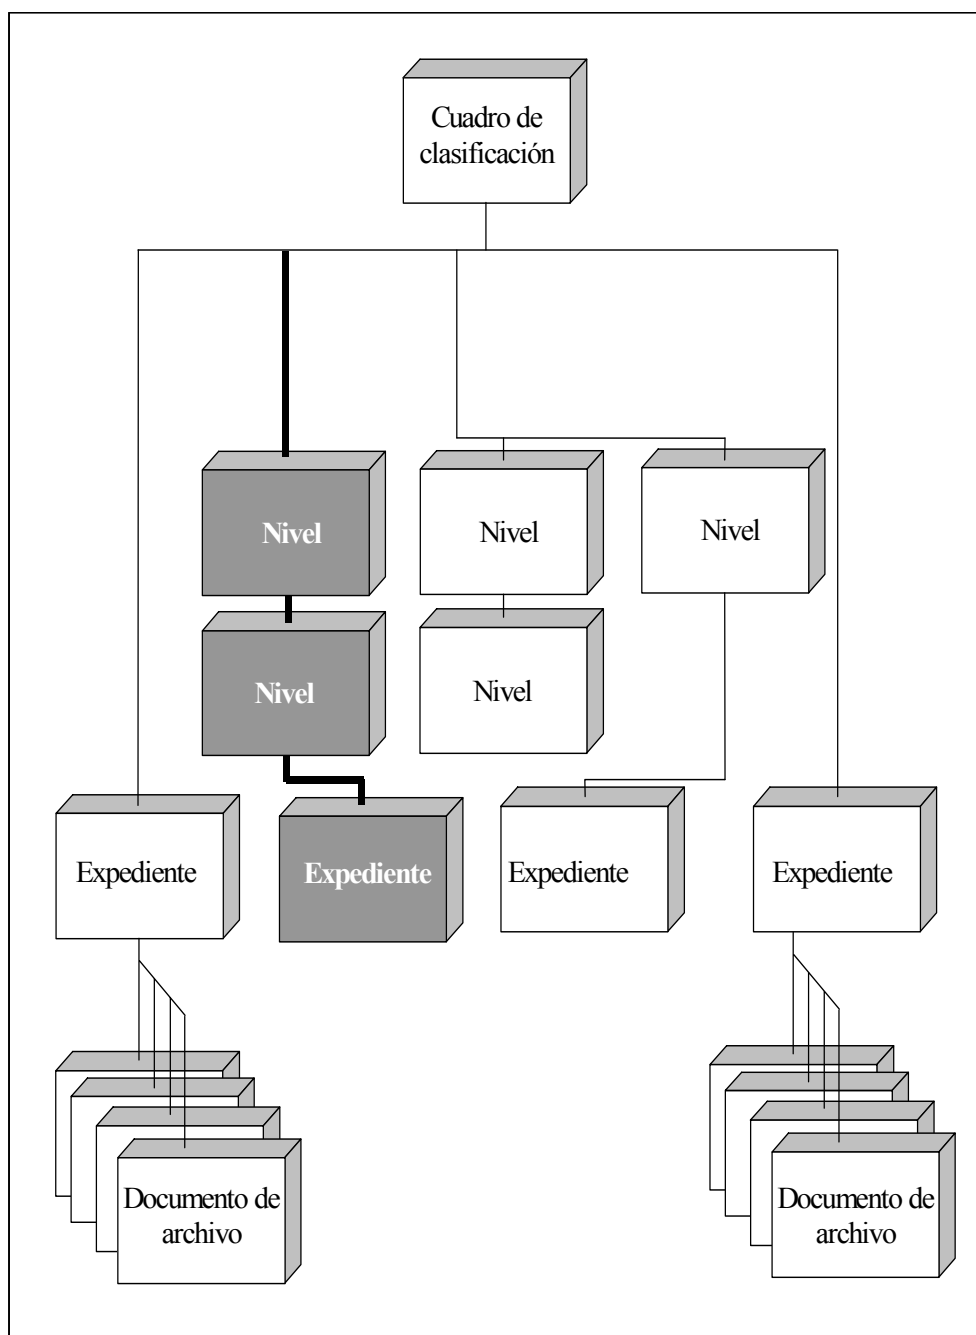 Cuadro de
clasificación
Nivel
Nivel
Nivel
Nivel
Nivel
Expediente
Expediente
Expediente
Expediente
Documento de
archivo
Documento de
archivo